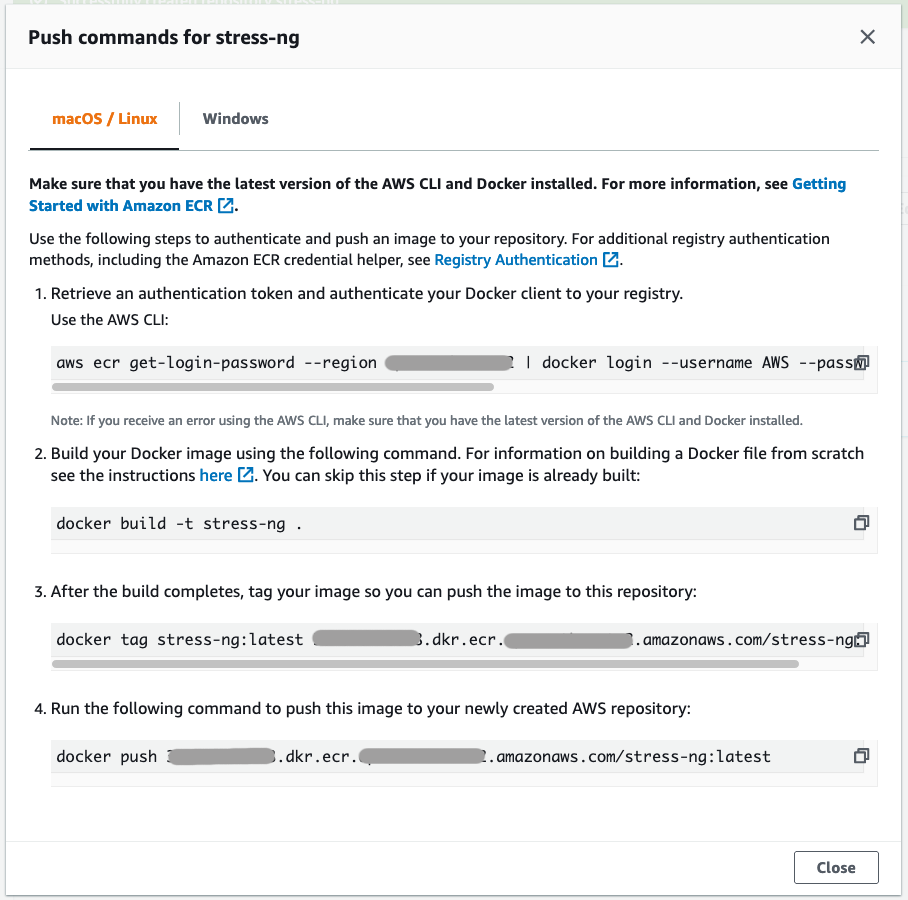 Push commands for stress-ng
macOS / Linux
Windows
Make sure that you have the latest version of the AWS CLI and Docker installed. For more information, see Getting
Started with Amazon ECR.
Use the following steps to authenticate and push an image to your repository. For additional registry authentication
methods, including the Amazon ECR credential helper, see Registry Authentication.
1. Retrieve an authentication token and authenticate your Docker client to your registry.
Use the AWS CLI:
aws ecr get-login-password --region | docker login --username AWS --passw
Note: If you receive an error using the AWS CLI, make sure that you have the latest version of the AWS CLI and Docker installed.
2. Build your Docker image using the following command. For information on building a Docker file from scratch
see the instructions here. You can skip this step if your image is already built:
docker build -t stress-ng .
3. After the build completes, tag your image so you can push the image to this repository:
docker tag stress-ng:latest .dkr.ecr. .amazonaws.com/stress-ng:
4. Run the following command to push this image to your newly created AWS repository:
docker push .dkr.ecr. .amazonaws.com/stress-ng:latest
Close